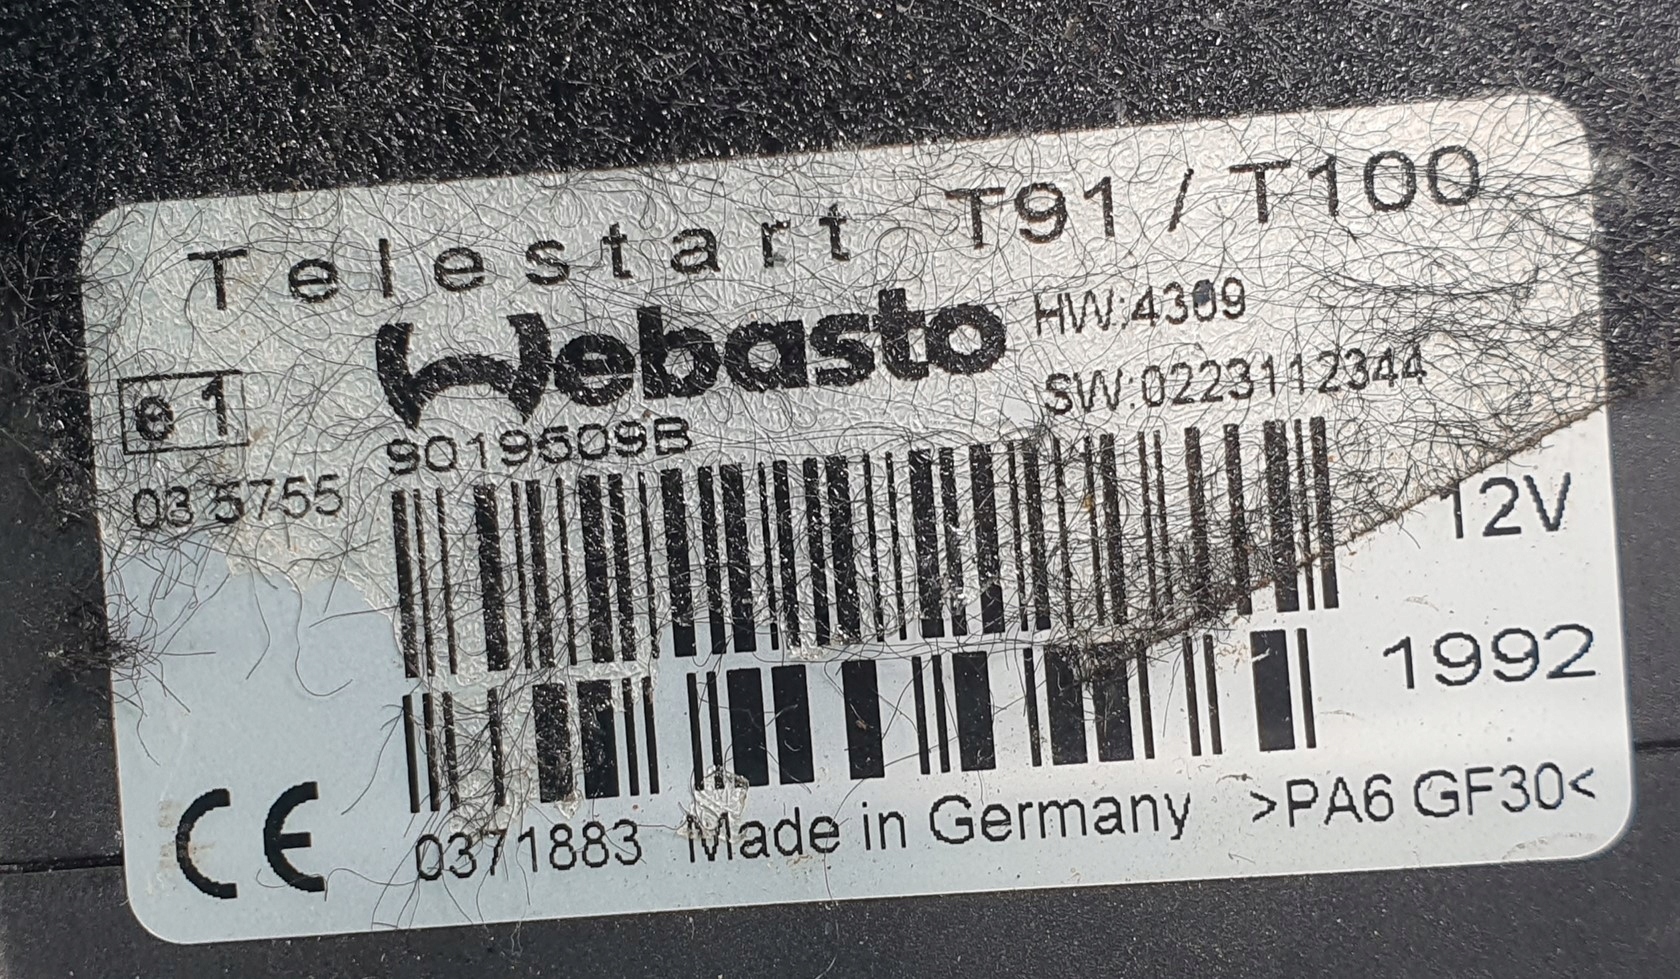 Telestart T91 / T100
Webasto HW:4309
SW:0223112344
e1
9019509B
03 5755
12V
1992
CE
0371883 Made in Germany >PA6 GF30<